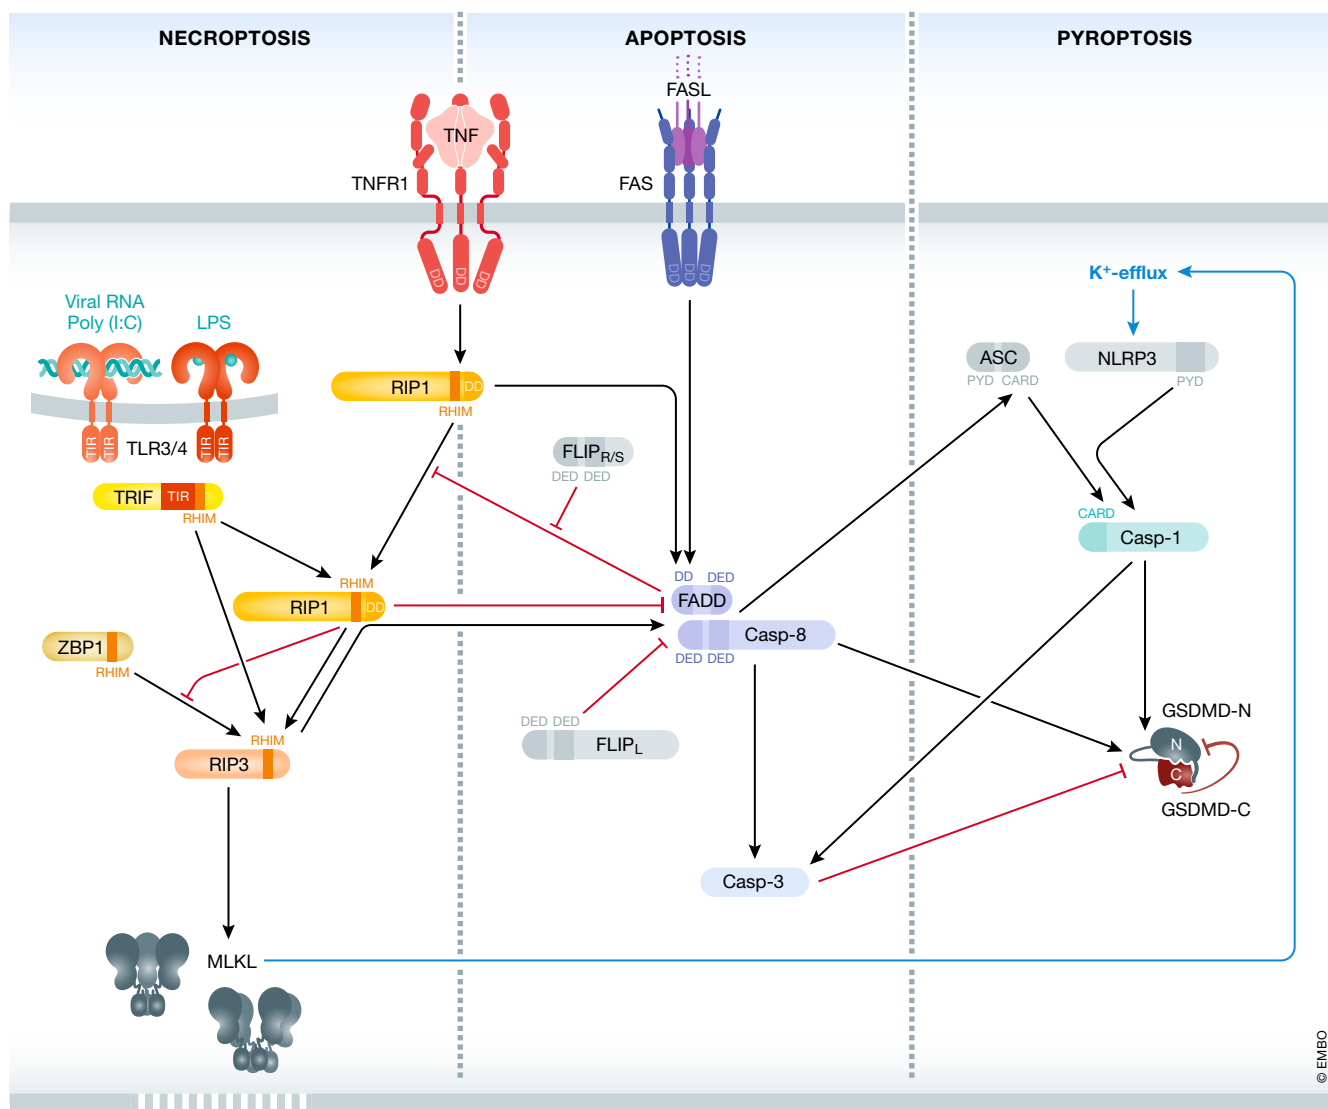 NECROPTOSIS
APOPTOSIS
PYROPTOSIS
FASL
TNF
TNFR1
FAS
DD
DD
DD
DD
DD
DD
K+-efflux
Viral RNA
Poly (I:C)
LPS
ASC
NLRP3
PYD CARD
PYD
RIP1
DD
RHIM
TIR
TIR
TLR3/4
TIR
TIR
FLIPR/S
DED DED
TRIF
TIR
RHIM
CARD
Casp-1
RHIM
RIP1
DD
DD
DED
FADD
Casp-8
DED DED
ZBP1
RHIM
DED DED
FLIPL
RHIM
RIP3
GSDMD-N
N
C
GSDMD-C
Casp-3
MLKL
© EMBO